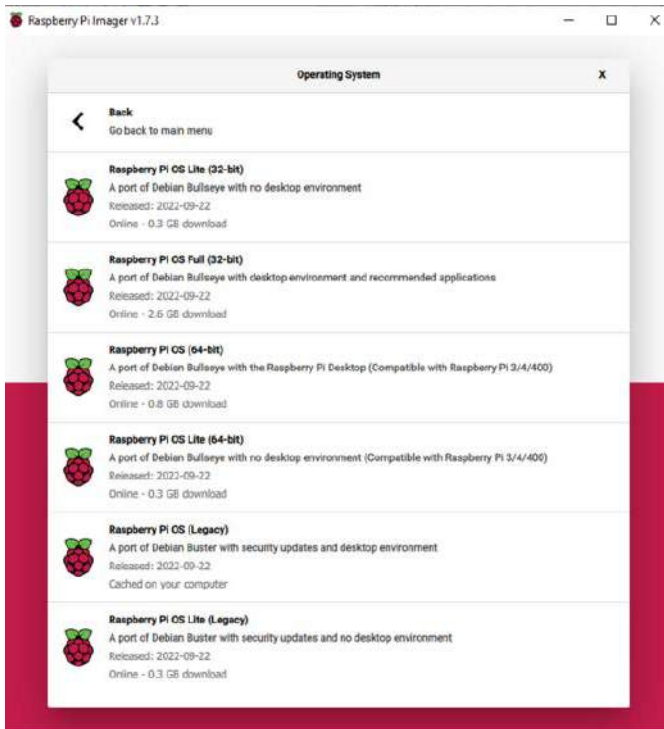 Raspberry Pi Imager v1.7.3
Operating System
X
Back
Go back to main menu
Raspberry Pi OS Lite (32-bit)
A port of Debian Bullseye with no desktop environment
Released: 2022-09-22
Online - 0.3 GB download
Raspberry Pi OS Full (32-bit)
A port of Debian Bullseye with desktop environment and recommended applications
Released: 2022-09-22
Online - 2.6 GB download
Raspberry Pi OS (64-bit)
A port of Debian Bullseye with the Raspberry Pi Desktop (Compatible with Raspberry Pi 3/4/400)
Released: 2022-09-22
Online - 0.8 GB download
Raspberry Pi OS Lite (64-bit)
A port of Debian Bullseye with no desktop environment (Compatible with Raspberry Pi 3/4/400)
Released: 2022-09-22
Online - 0.3 GB download
Raspberry Pi OS (Legacy)
A port of Debian Buster with security updates and desktop environment
Released: 2022-09-22
Cached on your computer
Raspberry Pi OS Lite (Legacy)
A port of Debian Buster with security updates and no desktop environment
Released: 2022-09-22
Online - 0.3 GB download